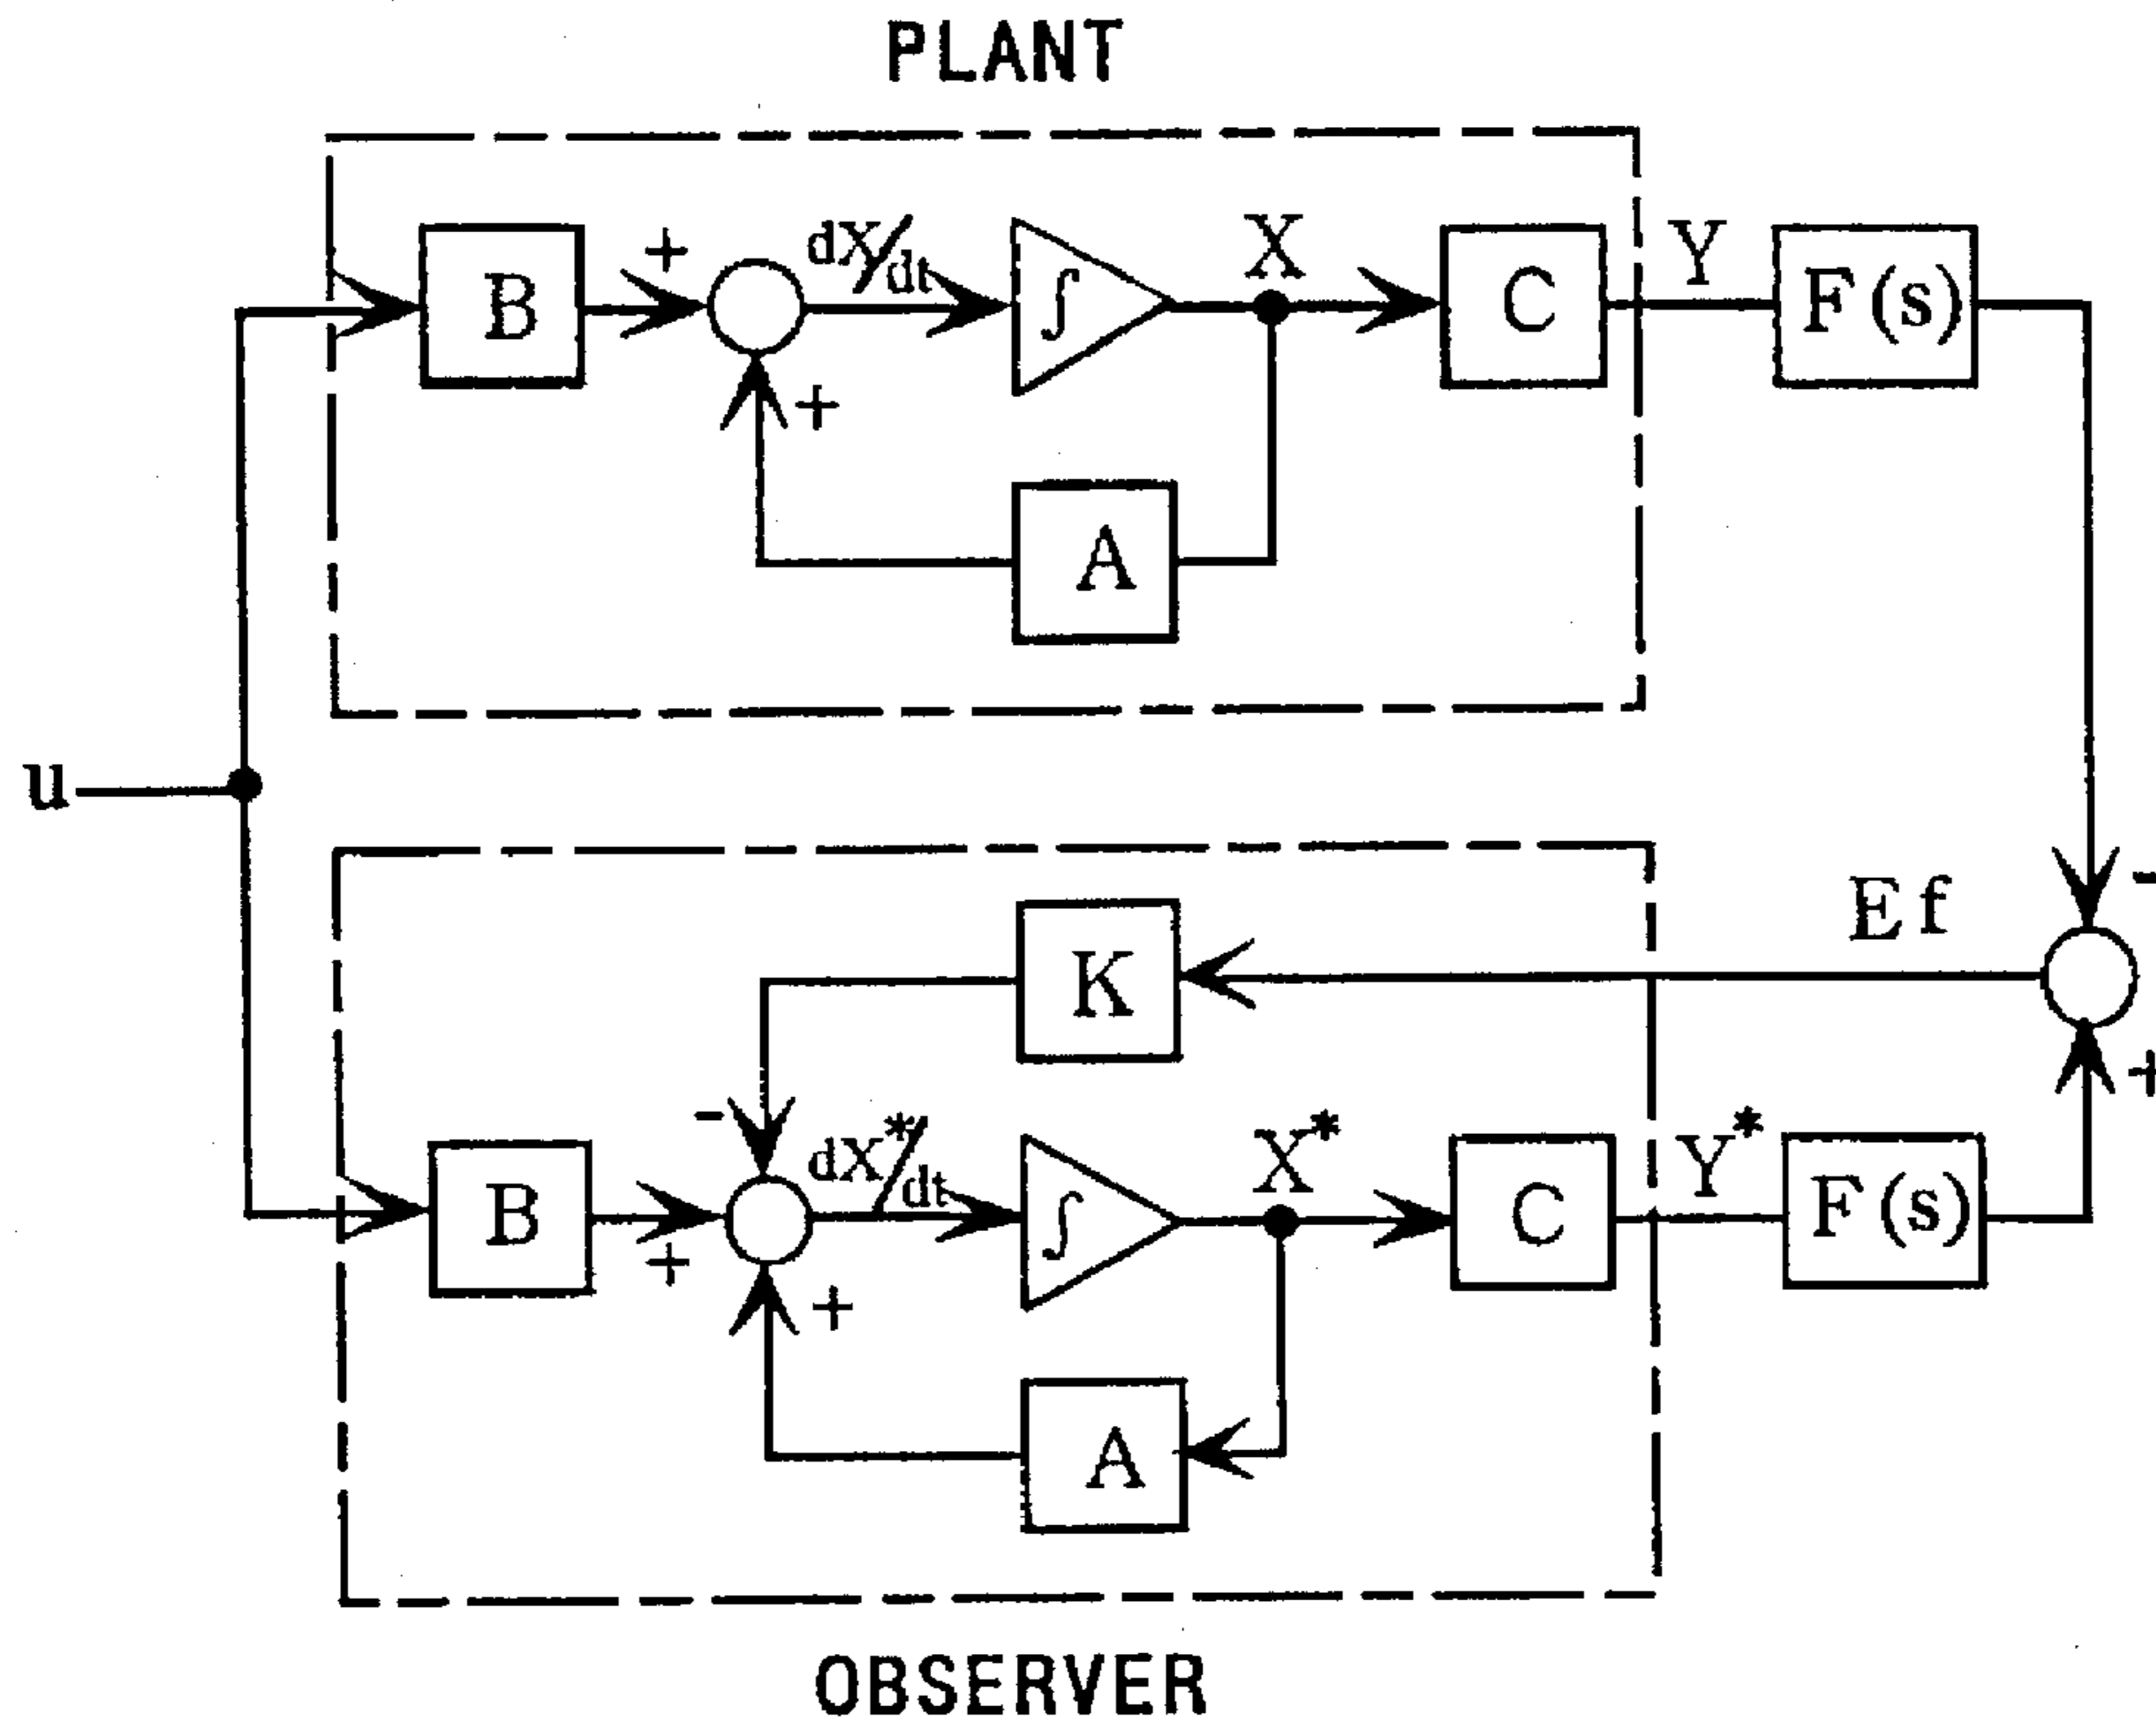 PLANT
B
+
dX/dt
∫
X
C
Y
F(s)
+
A
u
-
Ef
K
+
-
dX*/dt
X*
Y*
B
+
∫
C
F(s)
+
A
OBSERVER